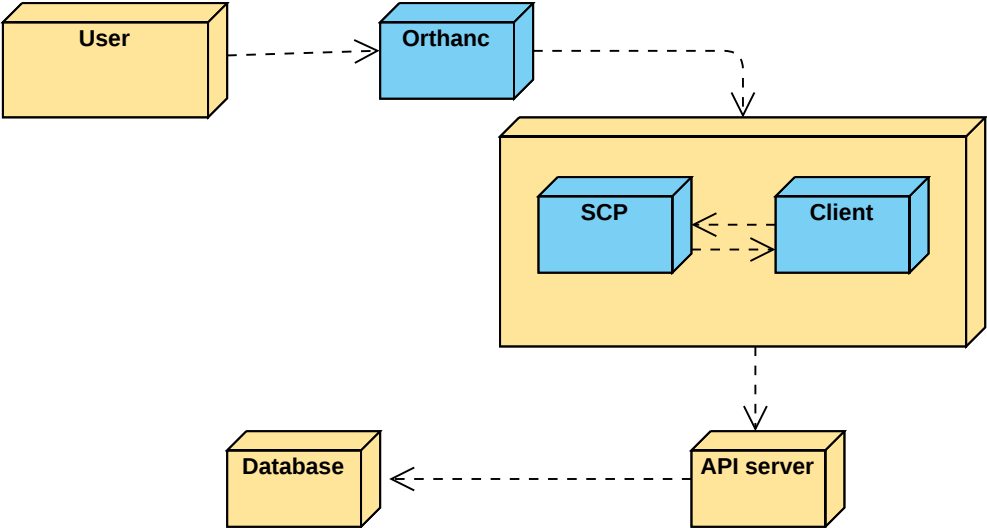 User
Orthanc
SCP
Client
Database
API server